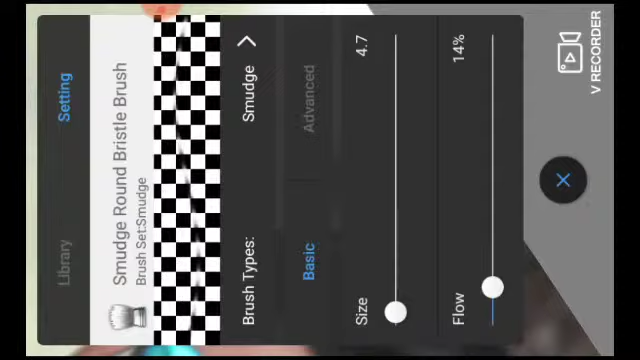 Library
Setting
Smudge Round Bristle Brush
Brush Set:Smudge
Brush Types:
Smudge
Basic
Advanced
Size
4.7
Flow
14%
V RECORDER